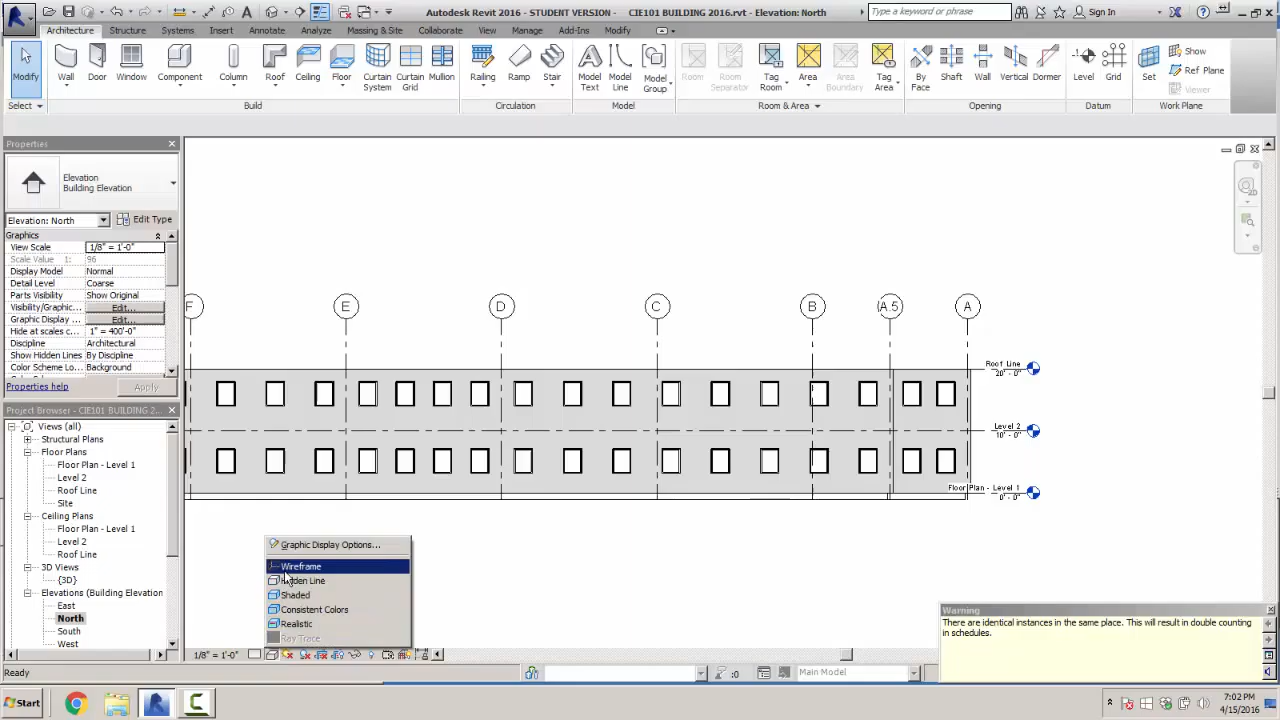 Autodesk Revit 2016 - STUDENT VERSION - CIE101 BUILDING 2016.rvt - Elevation: North
Type a keyword or phrase
Sign In
Architecture Structure Systems Insert Annotate Analyze Massing & Site Collaborate View Manage Add-Ins Modify
Modify Wall Door Window Component Column Roof Ceiling Floor Curtain System Curtain Grid Mullion Railing Ramp Stair Model Text Model Line Model Group Room Room Separator Tag Room Area Area Boundary Tag Area By Face Shaft Wall Vertical Dormer Level Grid Set Show
Ref Plane
Viewer
Select Build Circulation Model Room & Area Opening Datum Work Plane
Properties
Elevation
Building Elevation
Elevation: North Edit Type
Graphics
View Scale 1/8" = 1'-0"
Scale Value 1: 96
Display Model Normal
Detail Level Coarse
Parts Visibility Show Original
Visibility/Graphic... Edit...
Graphic Display ... Edit...
Hide at scales c... 1" = 400'-0"
Discipline Architectural
Show Hidden Lines By Discipline
Color Scheme Lo... Background
Properties help Apply
Project Browser - CIE101 BUILDING 2...
Views (all)
Structural Plans
Floor Plans
Floor Plan - Level 1
Level 2
Roof Line
Site
Ceiling Plans
Floor Plan - Level 1
Level 2
Roof Line
3D Views
{3D}
Elevations (Building Elevation
East
North
South
West
F E D C B A.5 A
Roof Line
20' - 0"
Level 2
10' - 0"
Floor Plan - Level 1
0' - 0"
Graphic Display Options...
Wireframe
Hidden Line
Shaded
Consistent Colors
Realistic
Ray Trace
Warning
There are identical instances in the same place. This will result in double counting
in schedules.
1/8" = 1'-0"
Ready
:0
Main Model
Start
7:02 PM
4/15/2016